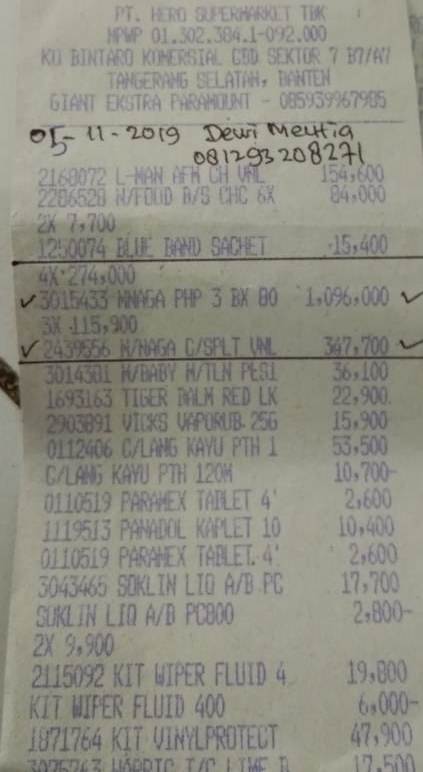 PT. HERO SUPERMARKET TBK
NPWP 01.302.384.1-092.000
KO BINTARO KOMERSIAL CBD SEKTOR 7 B7/A7
TANGERANG SELATAN, BANTEN
GIANT EKSTRA PARAMOUNT - 085939967985
05-11-2019 Dewi Meutia
081293208271
2168072 L-MAN AFM CH VNL 154,600
2286528 N/FOOD R/S CHC 6X 84,000
2X 7,700
1250074 BLUE BAND SACHET 15,400
4X 274,000
3015433 NNAGA PHP 3 BX 80 1,096,000
3X 115,900
2439556 N/NAGA C/SPLT VNL 347,700
3014301 M/BABY M/TLN PLS1 36,100
1693163 TIGER BALM RED LK 22,900
2903891 VICKS VAPORUB 25G 15,900
0112406 C/LANG KAYU PTH 1 53,500
C/LANG KAYU PTH 120M 10,700-
0110519 PARAMEX TABLET 4' 2,600
1119513 PANADOL KAPLET 10 10,400
0110519 PARAMEX TABLET 4' 2,600
3043465 SOKLIN LIQ A/B PC 17,700
SOKLIN LIQ A/B PC800 2,800-
2X 9,900
2115092 KIT WIPER FLUID 4 19,800
KIT WIPER FLUID 400 6,000-
1871764 KIT VINYLPROTECT 47,900
HARPIC T/C LIME 17,500